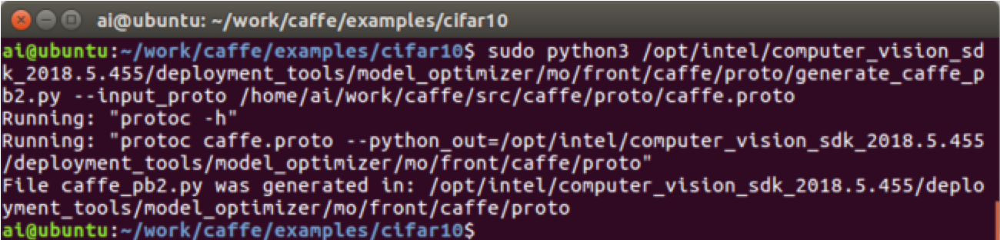 ai@ubuntu: ~/work/caffe/examples/cifar10
ai@ubuntu:~/work/caffe/examples/cifar10$ sudo python3 /opt/intel/computer_vision_sd
k_2018.5.455/deployment_tools/model_optimizer/mo/front/caffe/proto/generate_caffe_p
b2.py --input_proto /home/ai/work/caffe/src/caffe/proto/caffe.proto
Running: "protoc -h"
Running: "protoc caffe.proto --python_out=/opt/intel/computer_vision_sdk_2018.5.455
/deployment_tools/model_optimizer/mo/front/caffe/proto"
File caffe_pb2.py was generated in: /opt/intel/computer_vision_sdk_2018.5.455/deplo
yment_tools/model_optimizer/mo/front/caffe/proto
ai@ubuntu:~/work/caffe/examples/cifar10$